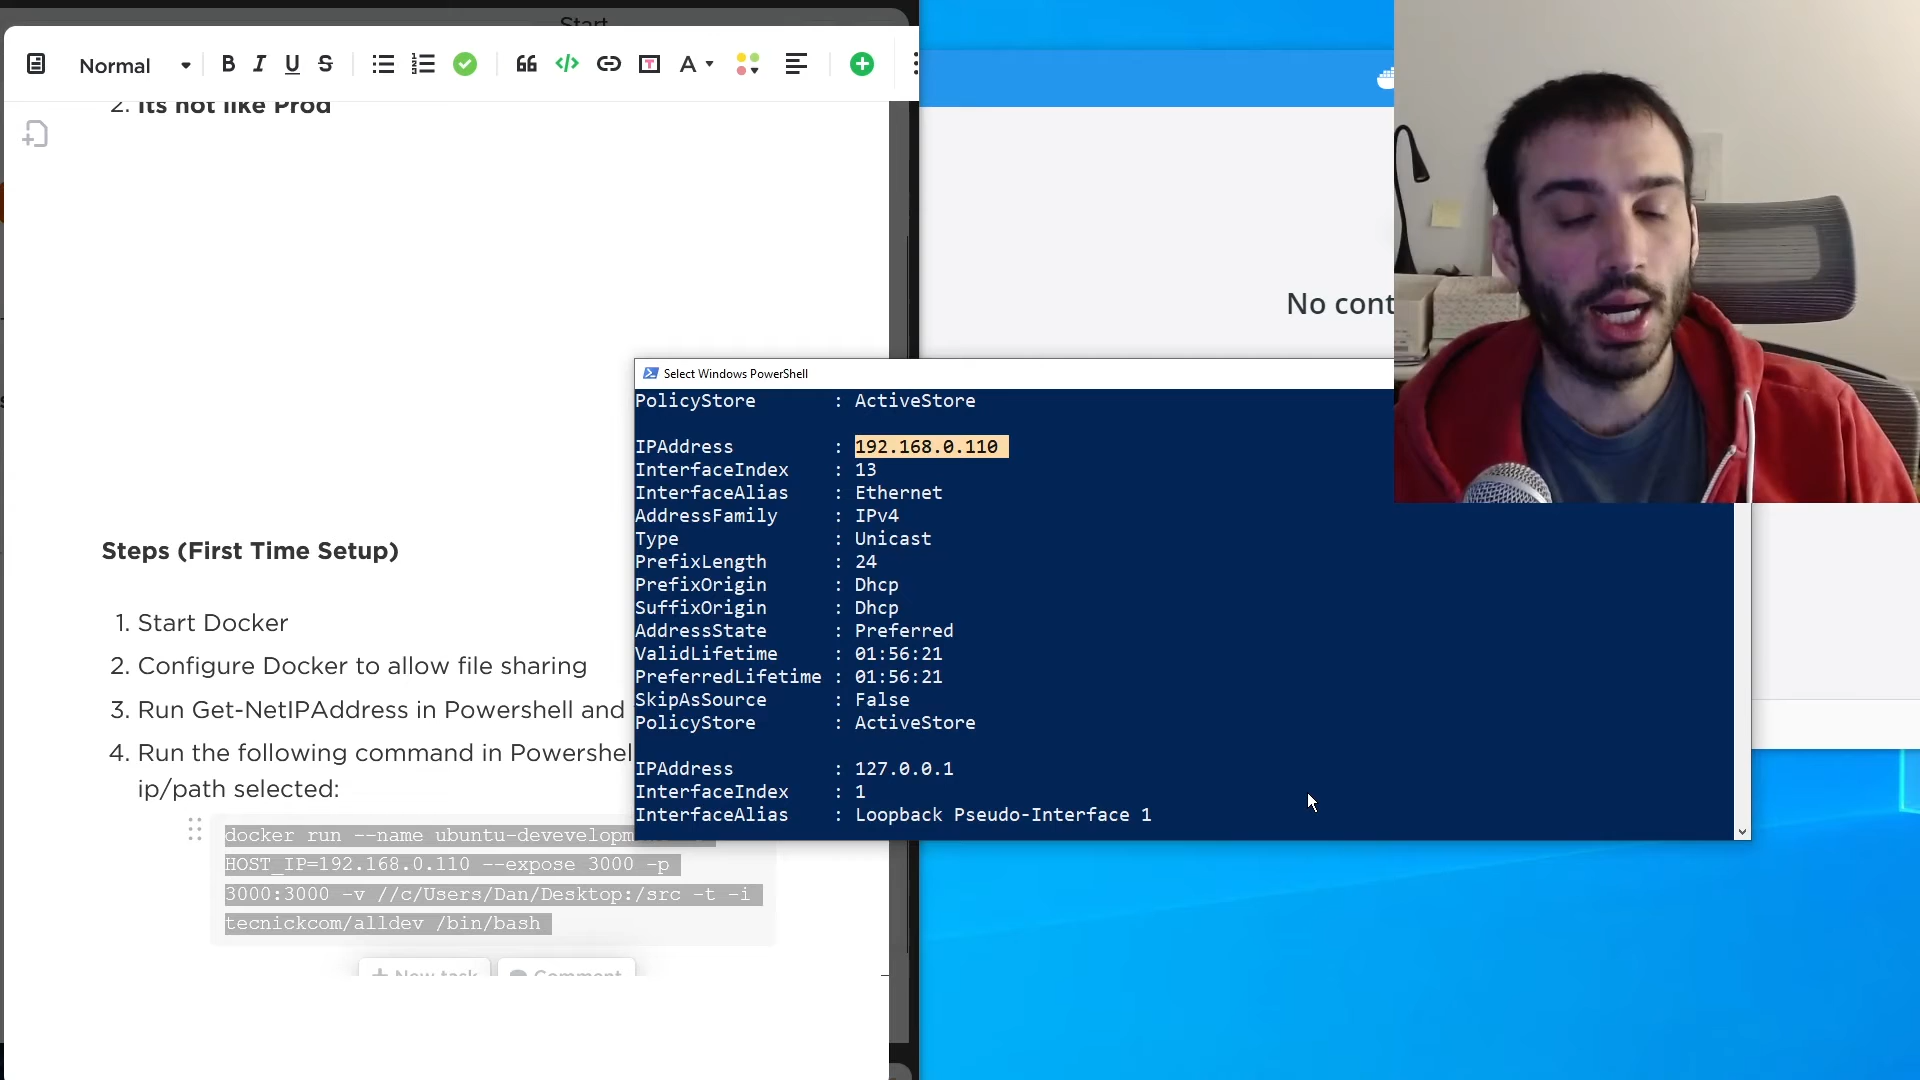 Start
Normal
B I U S
A
2. Its not like Prod
No cont
Select Windows PowerShell
PolicyStore : ActiveStore
IPAddress : 192.168.0.110
InterfaceIndex : 13
InterfaceAlias : Ethernet
AddressFamily : IPv4
Type : Unicast
PrefixLength : 24
PrefixOrigin : Dhcp
SuffixOrigin : Dhcp
AddressState : Preferred
ValidLifetime : 01:56:21
PreferredLifetime : 01:56:21
SkipAsSource : False
PolicyStore : ActiveStore
IPAddress : 127.0.0.1
InterfaceIndex : 1
InterfaceAlias : Loopback Pseudo-Interface 1
Steps (First Time Setup)
1. Start Docker
2. Configure Docker to allow file sharing
3. Run Get-NetIPAddress in Powershell and
4. Run the following command in Powershel
ip/path selected:
docker run --name ubuntu-devevelopm
HOST_IP=192.168.0.110 --expose 3000 -p
3000:3000 -v //c/Users/Dan/Desktop:/src -t -i
tecnickcom/alldev /bin/bash
+ New task
Comment